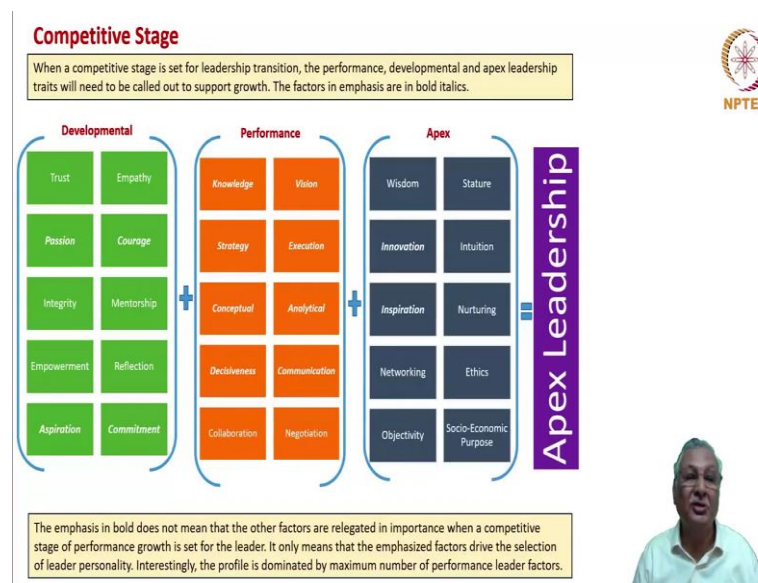 Competitive Stage
When a competitive stage is set for leadership transition, the performance, developmental and apex leadership
traits will need to be called out to support growth. The factors in emphasis are in bold italics.
NPTE
Developmental
Trust Empathy
Passion Courage
Integrity Mentorship
Empowerment Reflection
Aspiration Commitment
+
Performance
Knowledge Vision
Strategy Execution
Conceptual Analytical
Decisiveness Communication
Collaboration Negotiation
+
Apex
Wisdom Stature
Innovation Intuition
Inspiration Nurturing
Networking Ethics
Objectivity Socio-Economic
Purpose
=
Apex Leadership
The emphasis in bold does not mean that the other factors are relegated in importance when a competitive
stage of performance growth is set for the leader. It only means that the emphasized factors drive the selection
of leader personality. Interestingly, the profile is dominated by maximum number of performance leader factors.